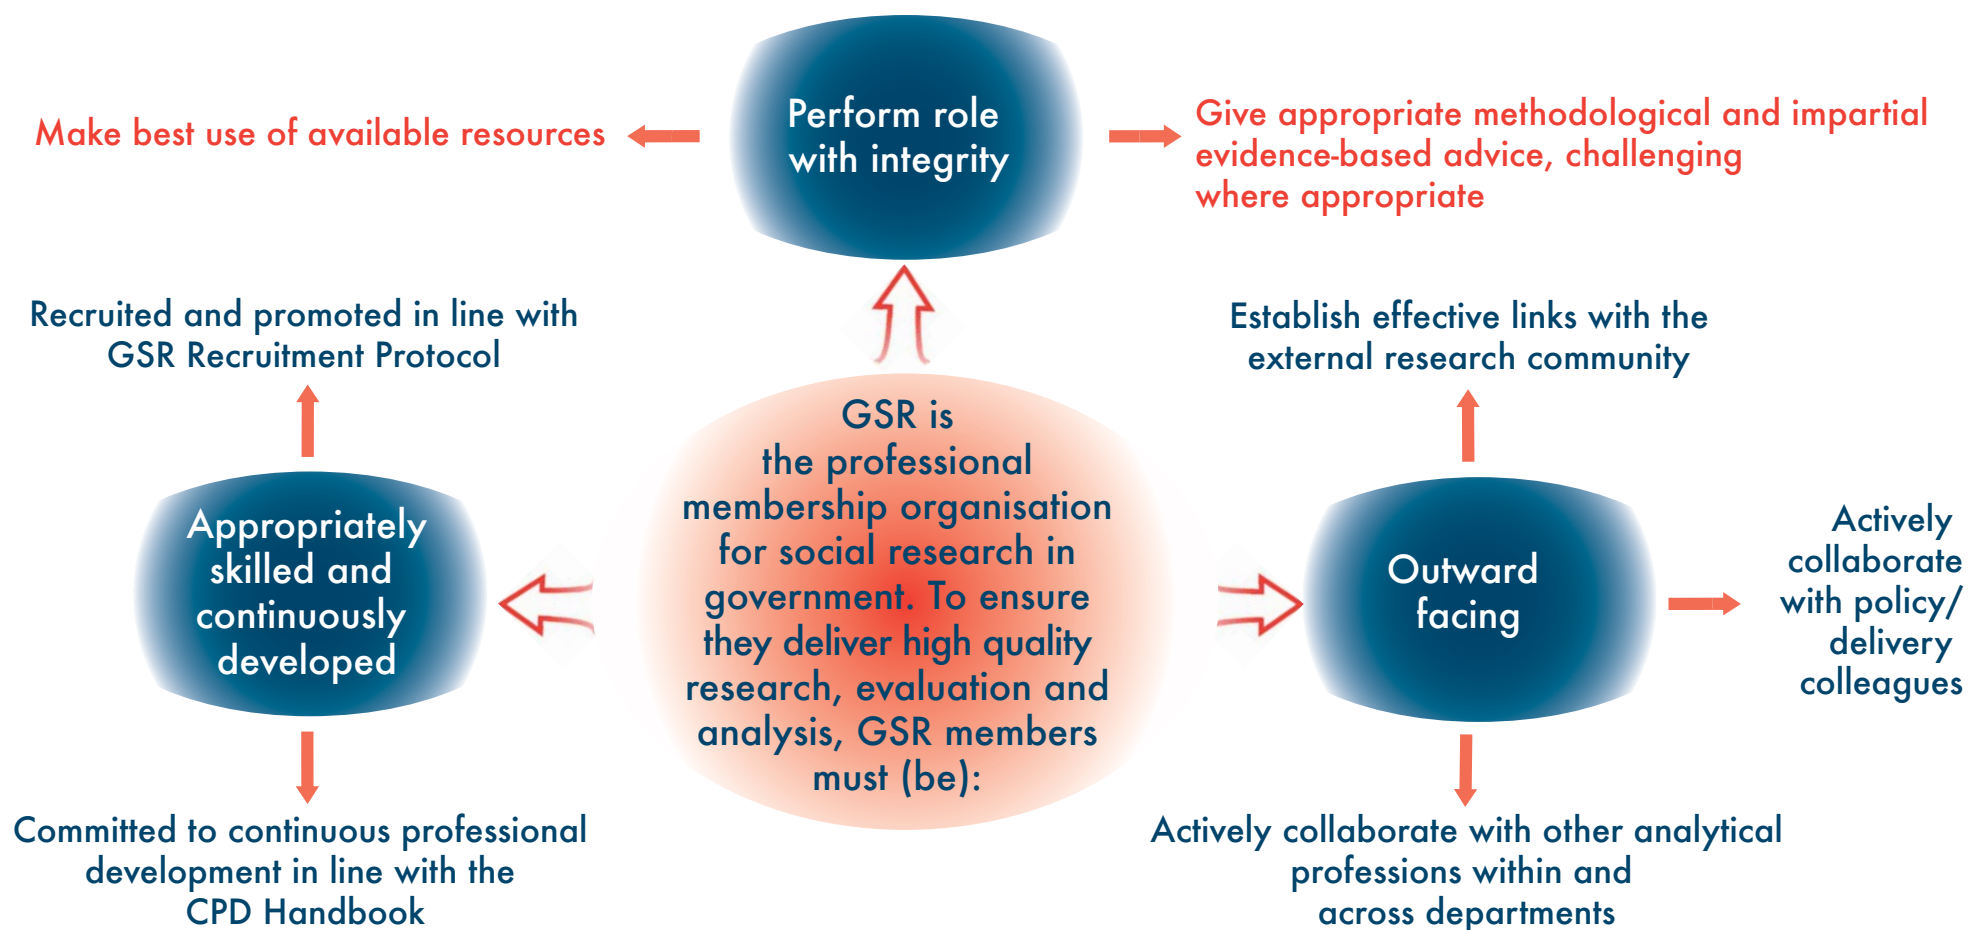 Perform role
with integrity
Make best use of available resources
Give appropriate methodological and impartial
evidence-based advice, challenging
where appropriate
Recruited and promoted in line with
GSR Recruitment Protocol
Establish effective links with the
external research community
GSR is
the professional
membership organisation
for social research in
government. To ensure
they deliver high quality
research, evaluation and
analysis, GSR members
must (be):
Appropriately
skilled and
continuously
developed
Outward
facing
Actively
collaborate
with policy/
delivery
colleagues
Committed to continuous professional
development in line with the
CPD Handbook
Actively collaborate with other analytical
professions within and
across departments